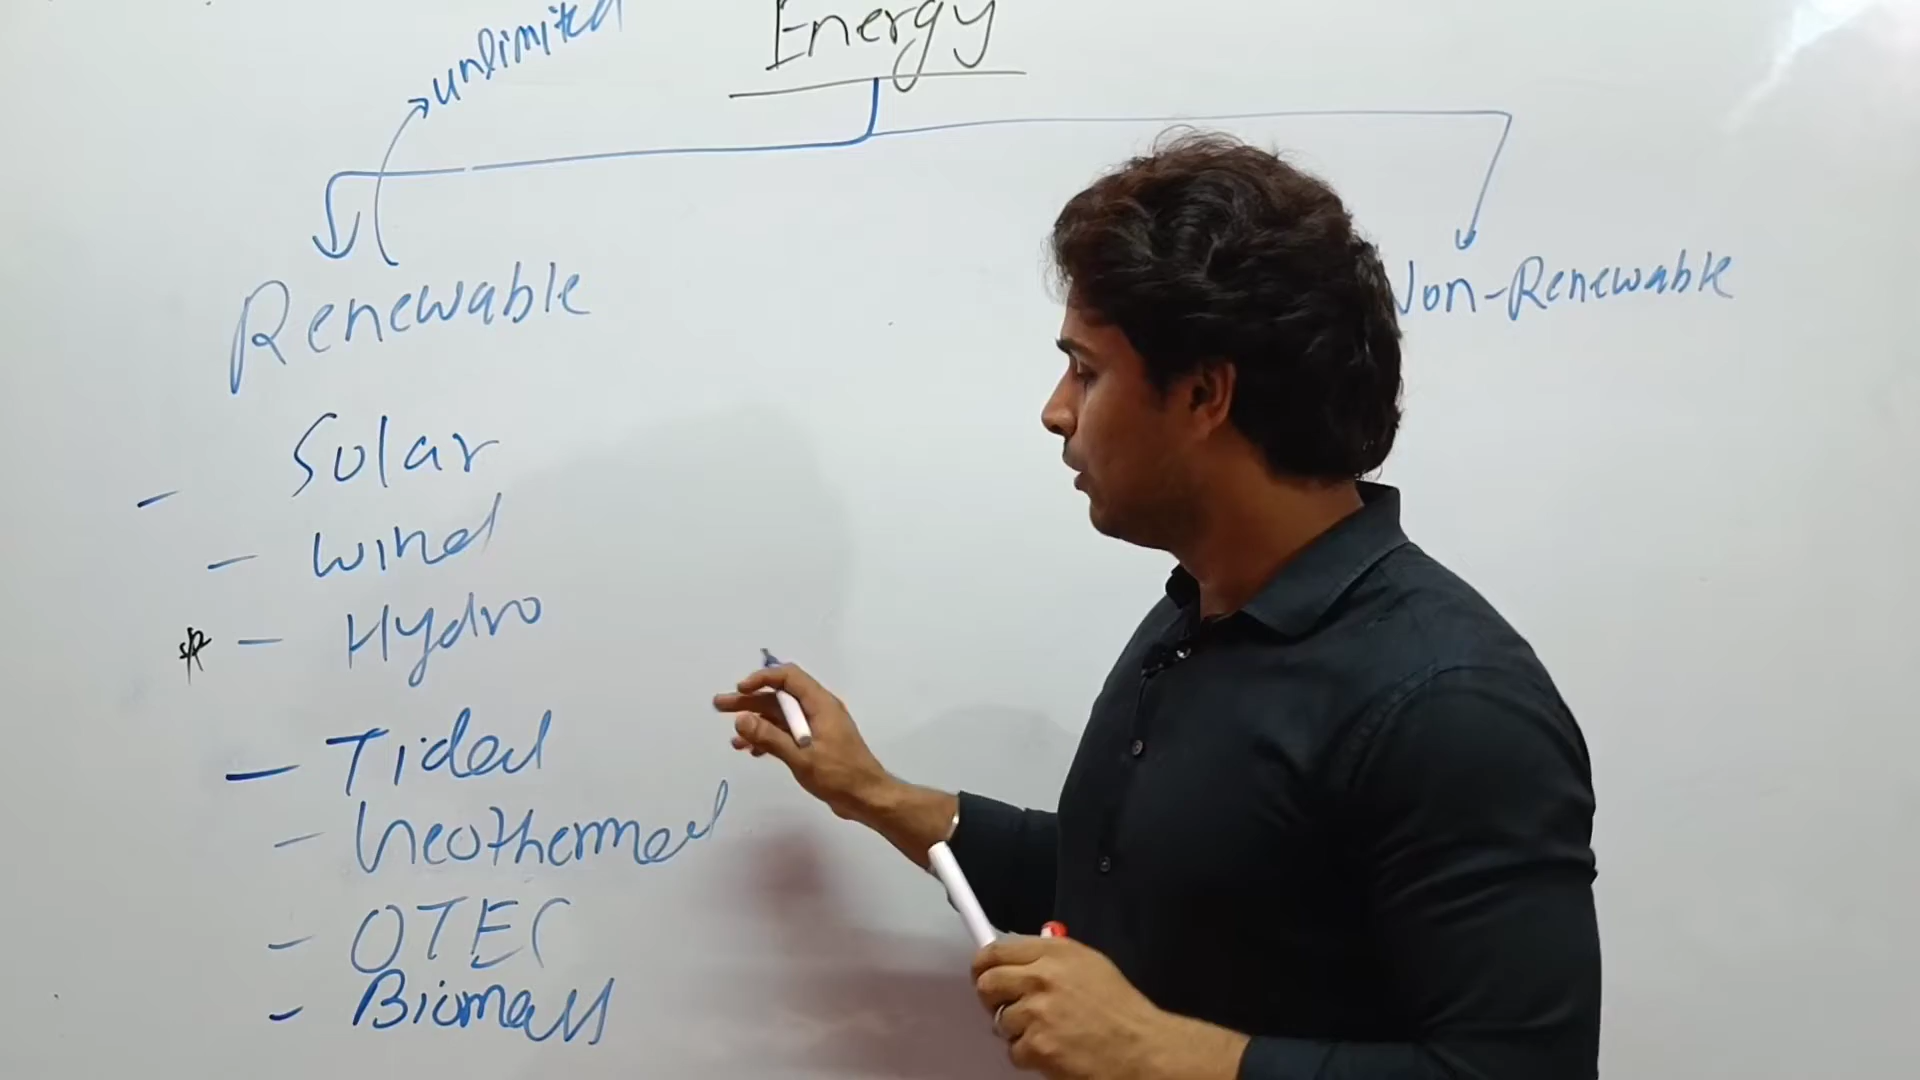 Energy
unlimited
Renewable
Non-Renewable
- Solar
- Wind
* - Hydro
- Tidal
- Geothermal
- OTEC
- Biomass